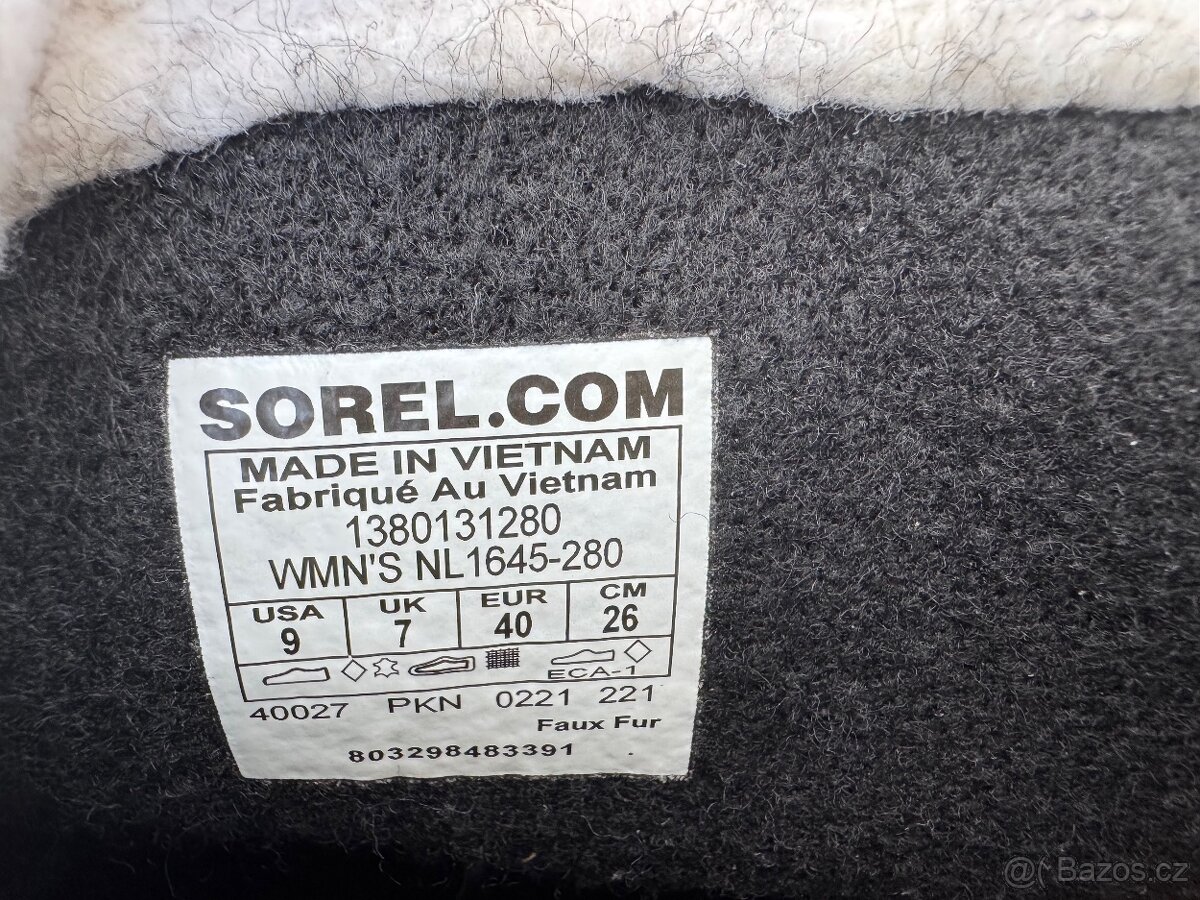 SOREL.COM
MADE IN VIETNAM
Fabriqué Au Vietnam
1380131280
WMN'S NL1645-280
USA UK EUR CM
9 7 40 26
ECA-1
40027 PKN 0221 221
Faux Fur
803298483391
@( Bazos.cz